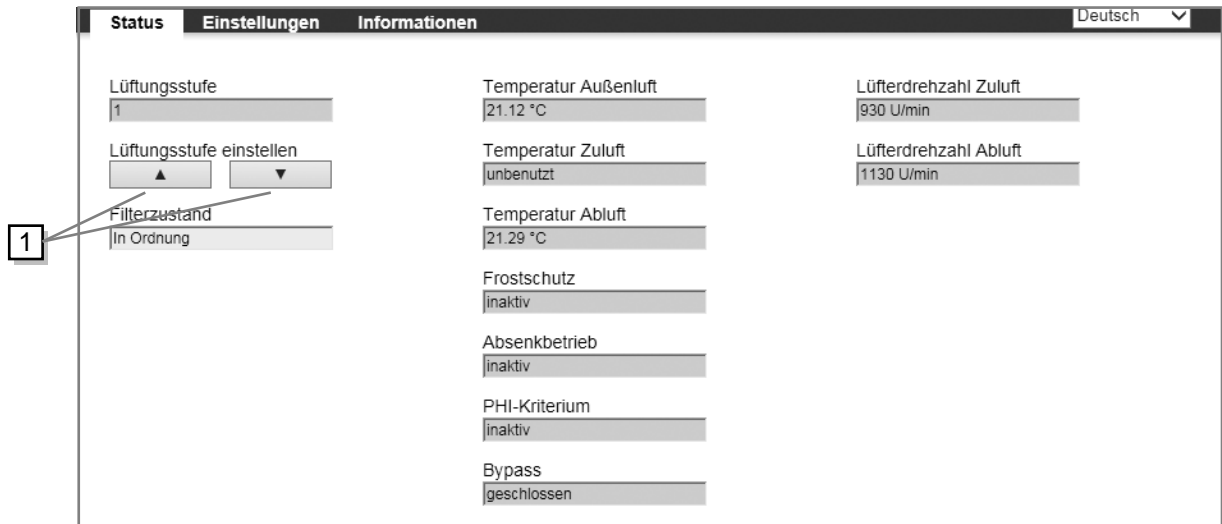 Status Einstellungen Informationen Deutsch
Lüftungsstufe
1
Lüftungsstufe einstellen
▲ ▼
Filterzustand
In Ordnung
1
Temperatur Außenluft
21.12 °C
Temperatur Zuluft
unbenutzt
Temperatur Abluft
21.29 °C
Frostschutz
inaktiv
Absenkbetrieb
inaktiv
PHI-Kriterium
inaktiv
Bypass
geschlossen
Lüfterdrehzahl Zuluft
930 U/min
Lüfterdrehzahl Abluft
1130 U/min